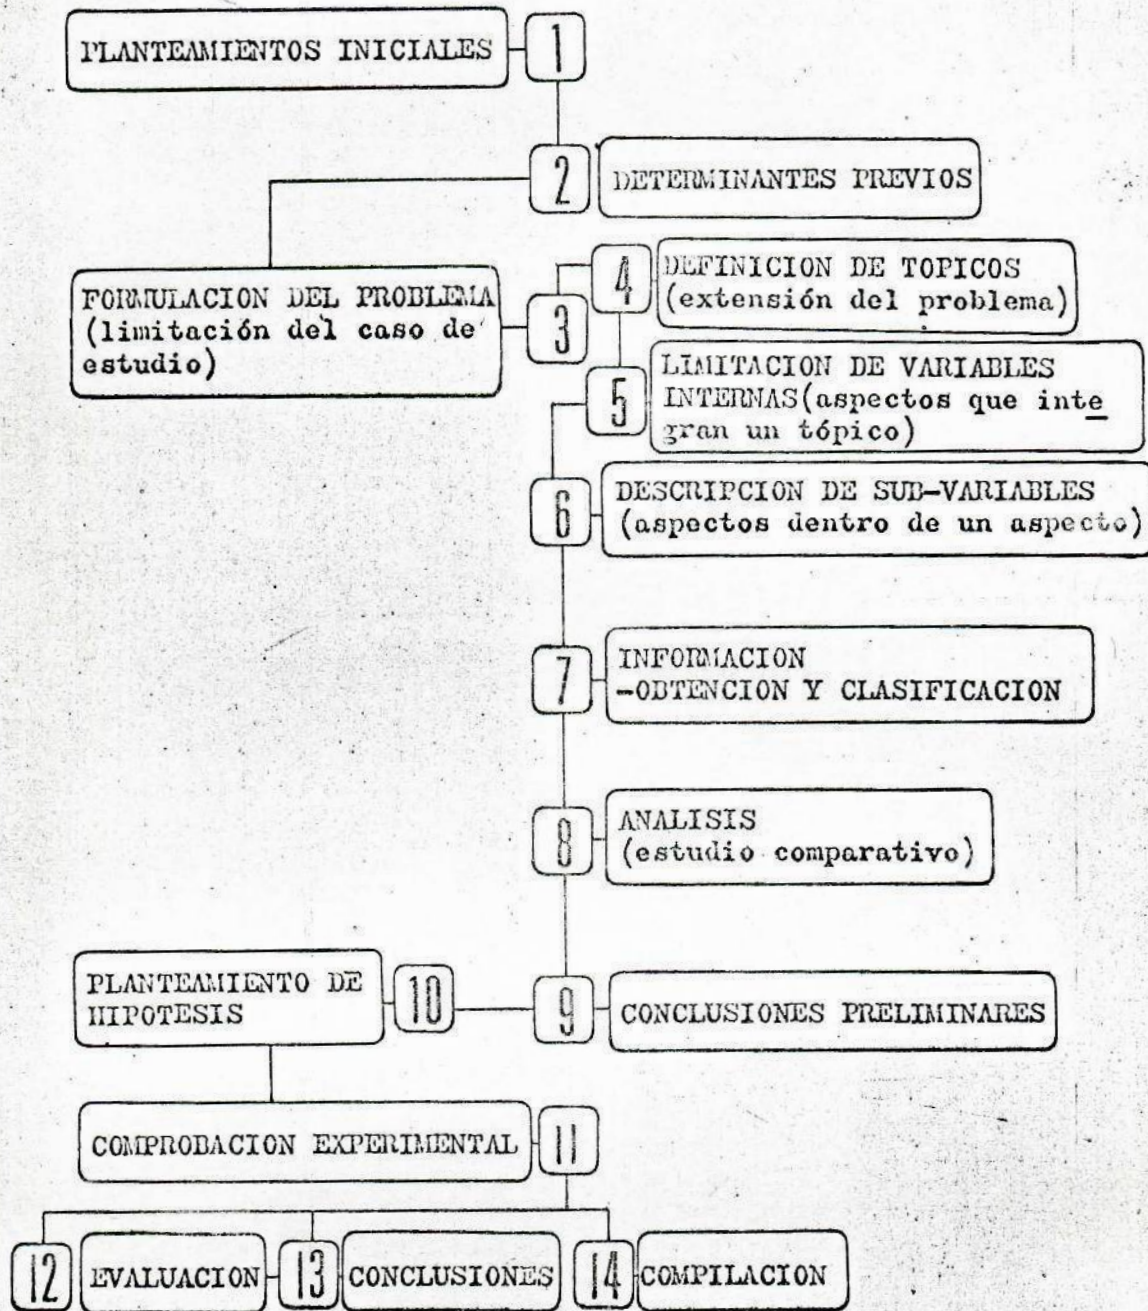 PLANTEAMIENTOS INICIALES
1
2
DETERMINANTES PREVIOS
FORMULACION DEL PROBLEMA
(limitación del caso de
estudio)
3
4
DEFINICION DE TOPICOS
(extensión del problema)
5
LIMITACION DE VARIABLES
INTERNAS(aspectos que inte
gran un tópico)
6
DESCRIPCION DE SUB-VARIABLES
(aspectos dentro de un aspecto)
7
INFORMACION
-OBTENCION Y CLASIFICACION
8
ANALISIS
(estudio comparativo)
9
CONCLUSIONES PRELIMINARES
PLANTEAMIENTO DE
HIPOTESIS
10
COMPROBACION EXPERIMENTAL
11
12
EVALUACION
13
CONCLUSIONES
14
COMPILACION